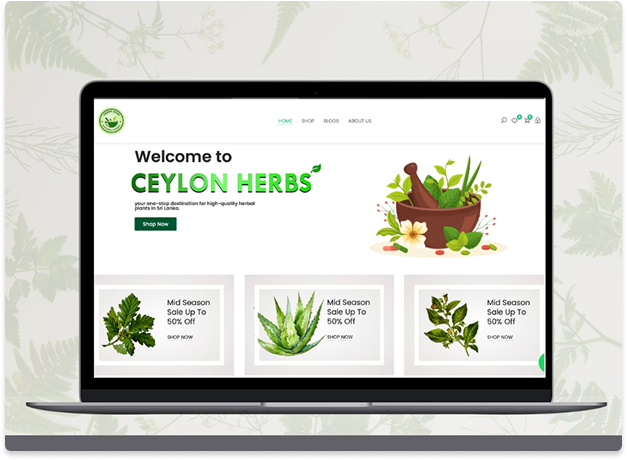 HOME SHOP BLOGS ABOUT US
Welcome to
CEYLON HERBS
your one-stop destination for high-quality herbal
plants in Sri Lanka.
Shop Now
Mid Season
Sale Up To
50% Off
SHOP NOW
Mid Season
Sale Up To
50% Off
SHOP NOW
Mid Season
Sale Up To
50% Off
SHOP NOW